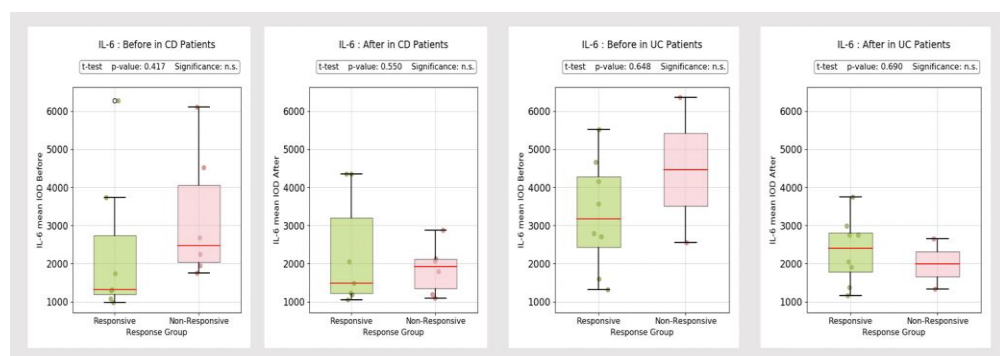 IL-6 : Before in CD Patients
t-test p-value: 0.417 Significance: n.s.
IL-6 mean IOD Before
6000
5000
4000
3000
2000
1000
Responsive Non-Responsive
Response Group
IL-6 : After in CD Patients
t-test p-value: 0.550 Significance: n.s.
IL-6 mean IOD After
6000
5000
4000
3000
2000
1000
Responsive Non-Responsive
Response Group
IL-6 : Before in UC Patients
t-test p-value: 0.648 Significance: n.s.
IL-6 mean IOD Before
6000
5000
4000
3000
2000
1000
Responsive Non-Responsive
Response Group
IL-6 : After in UC Patients
t-test p-value: 0.690 Significance: n.s.
IL-6 mean IOD After
6000
5000
4000
3000
2000
1000
Responsive Non-Responsive
Response Group